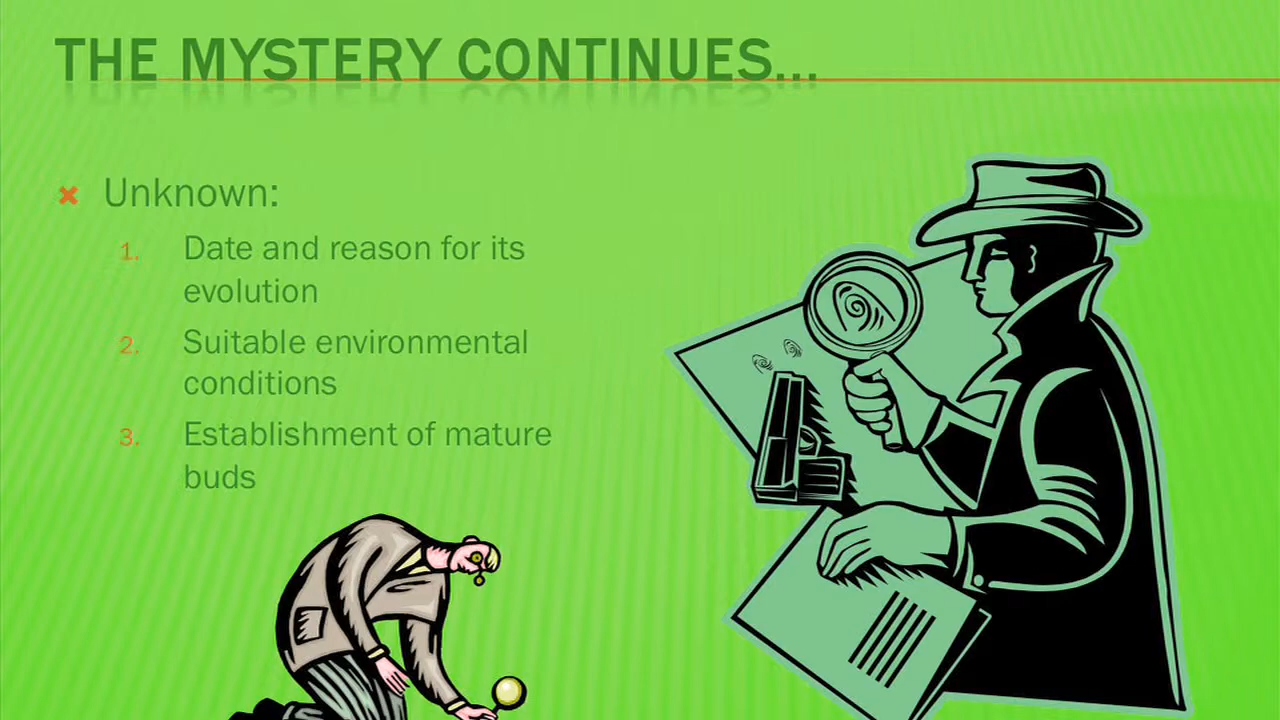 THE MYSTERY CONTINUES...
Unknown:
1. Date and reason for its
evolution
2. Suitable environmental
conditions
3. Establishment of mature
buds